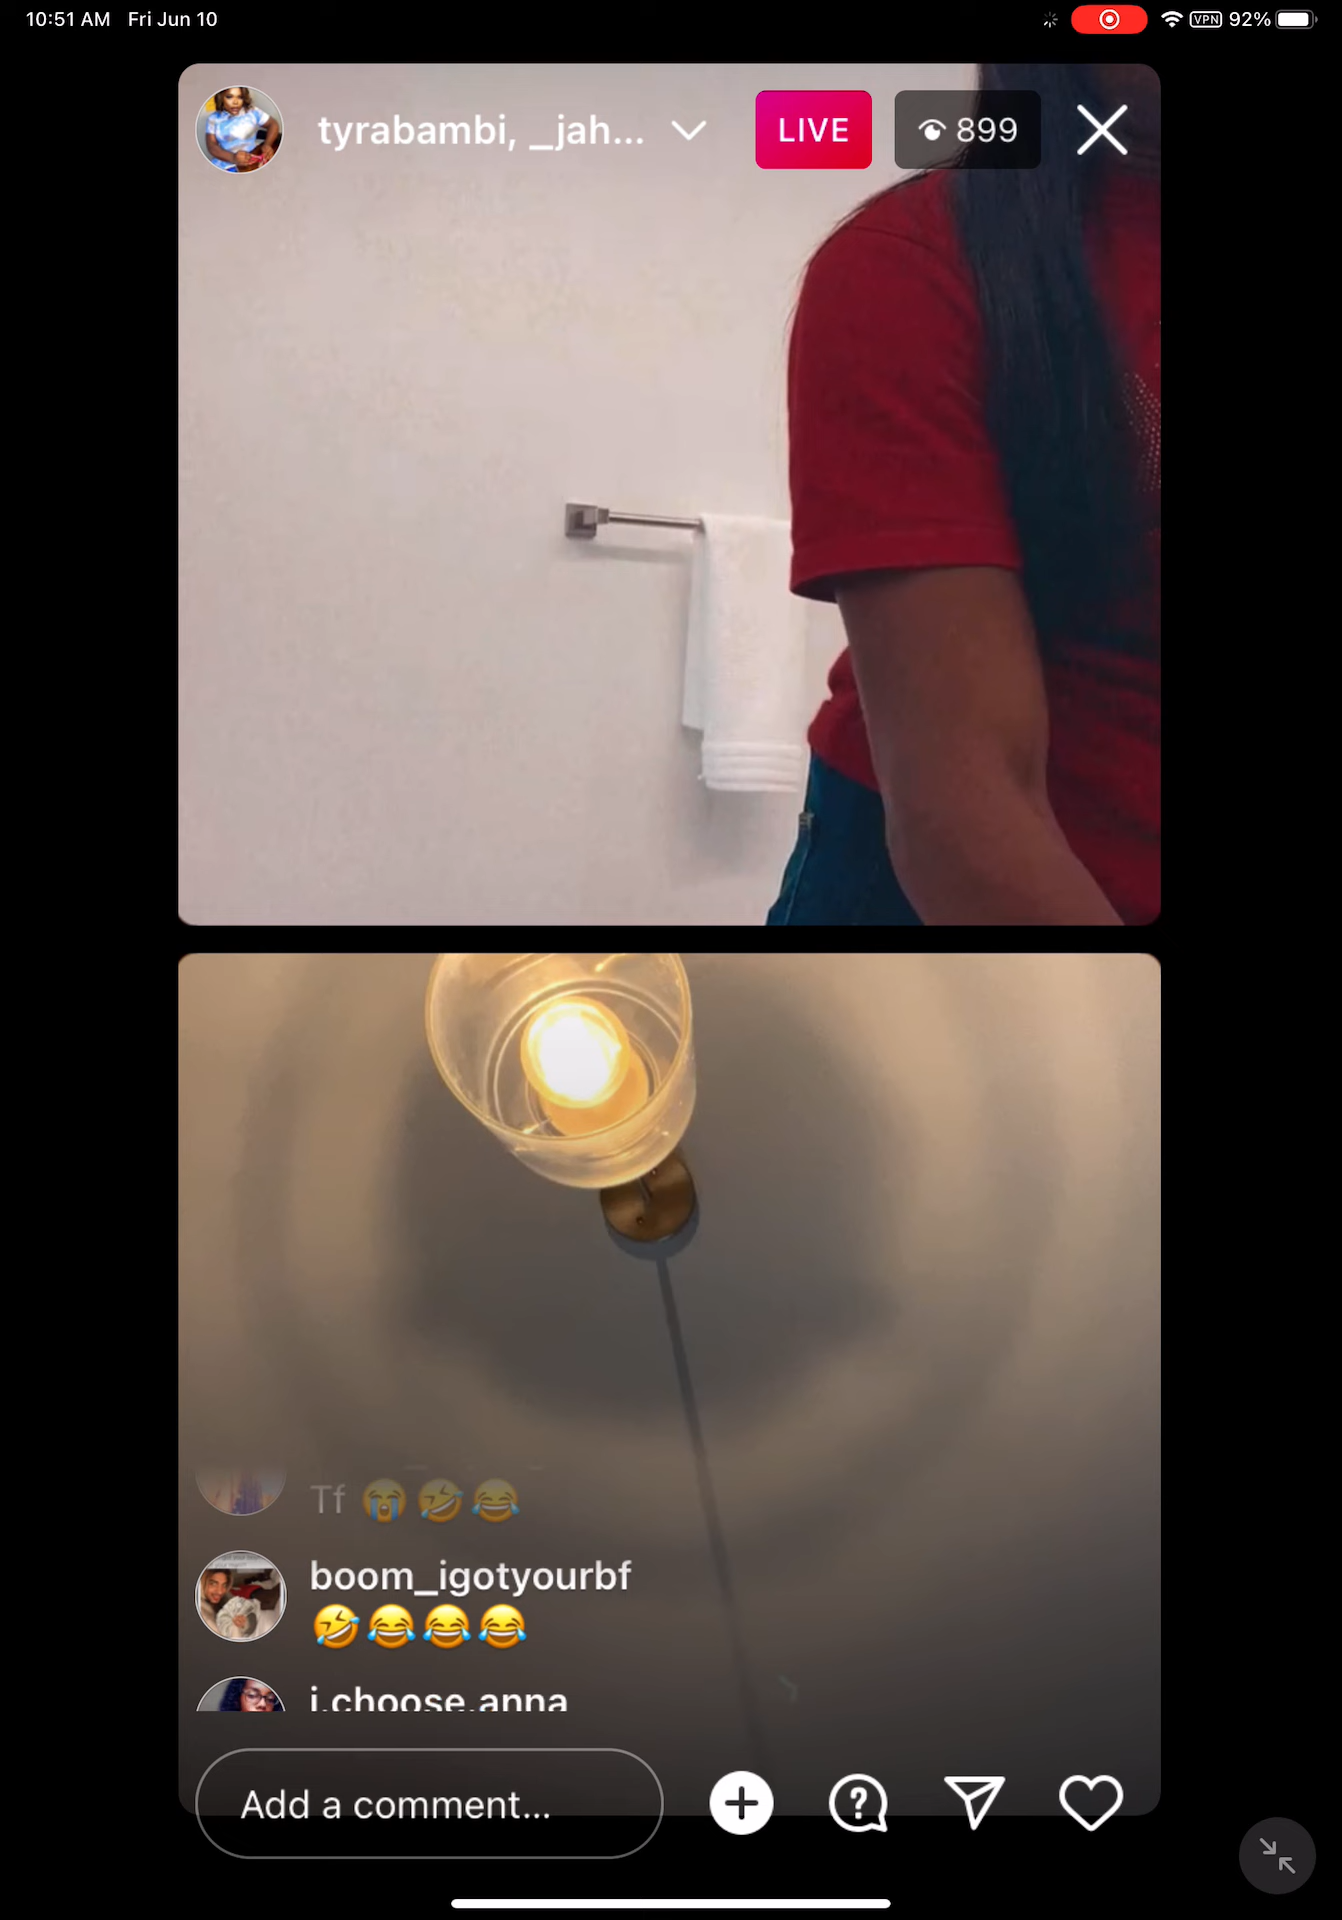 10:51 AM Fri Jun 10
VPN 92%
tyrabambi, _jah...
LIVE
899
Tf 😭🤣😂
boom_igotyourbf
🤣😂😂😂
i.choose.anna
Add a comment...